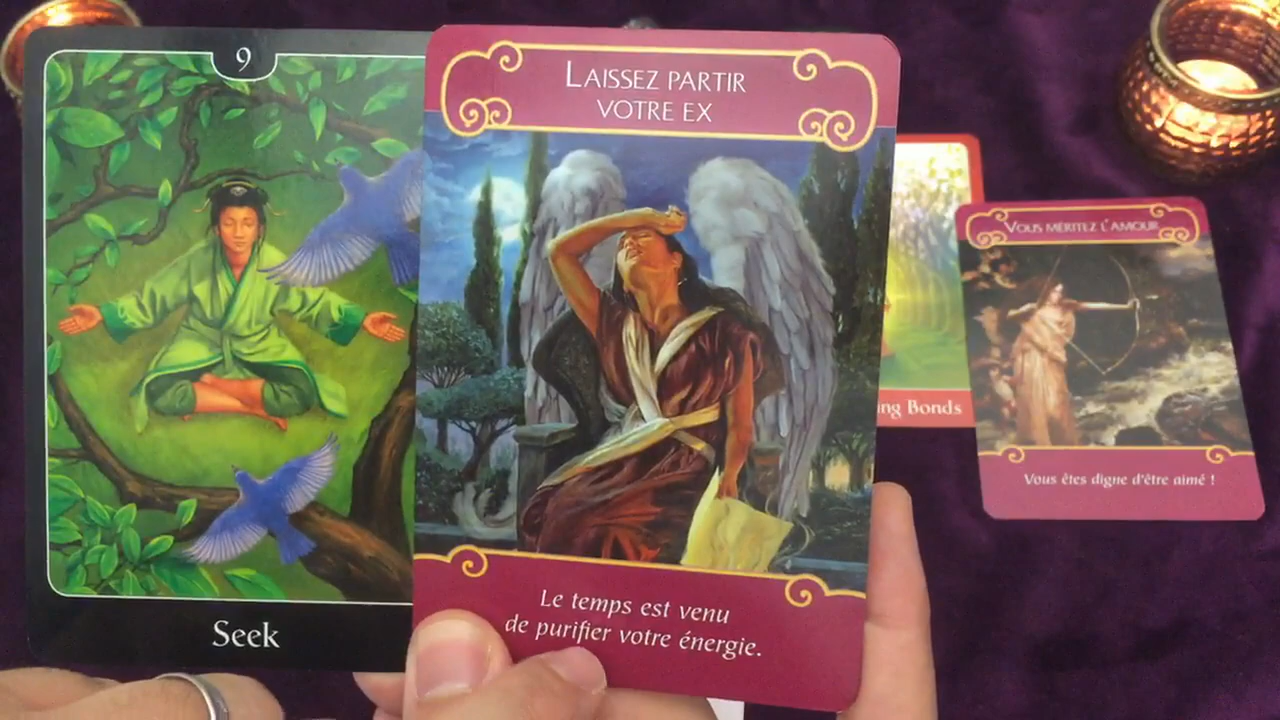 9
Seek
LAISSEZ PARTIR
VOTRE EX
Le temps est venu
de purifier votre énergie.
ing Bonds
VOUS MÉRITEZ L'AMOUR
Vous êtes digne d'être aimé !